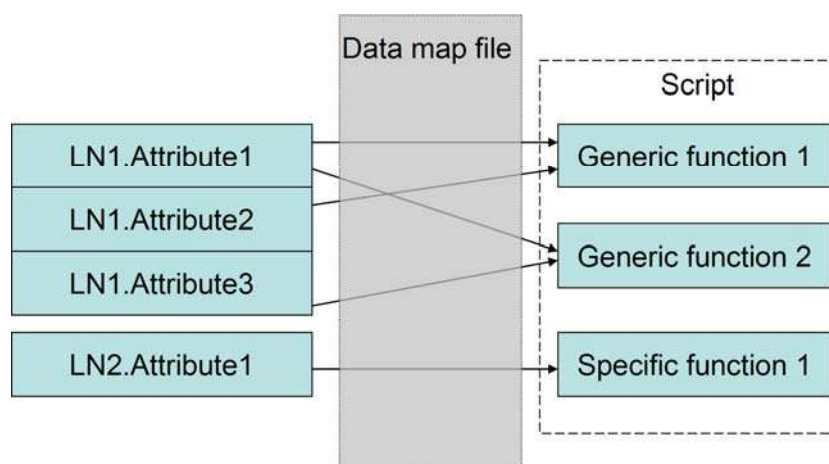 Data map file
Script
LN1.Attribute1
Generic function 1
LN1.Attribute2
LN1.Attribute3
Generic function 2
LN2.Attribute1
Specific function 1